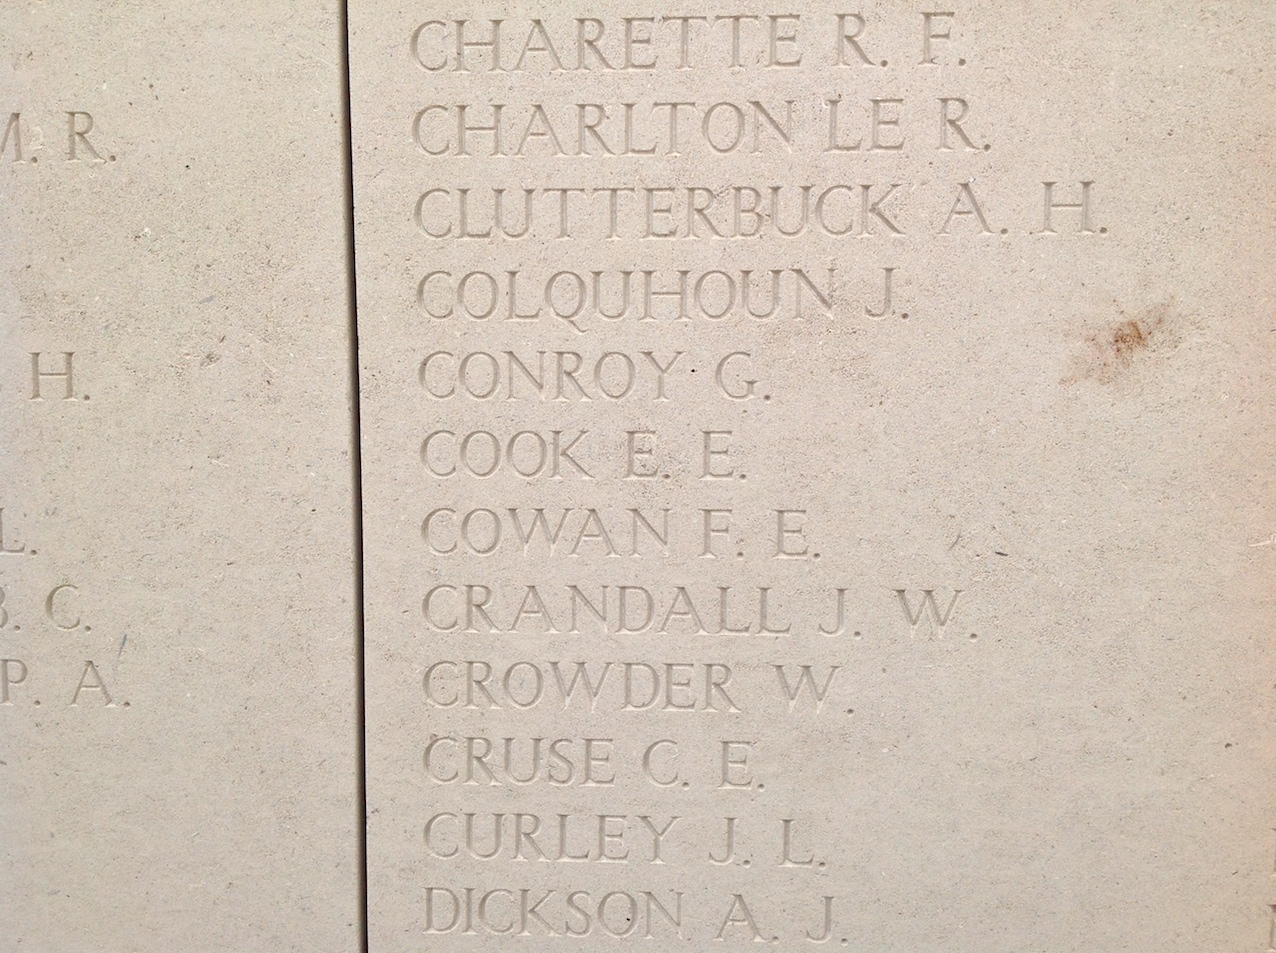 M. R.
H.
L.
B. C.
P. A.
CHARETTE R. F.
CHARLTON LE R.
CLUTTERBUCK A. H.
COLQUHOUN J.
CONROY G.
COOK E. E.
COWAN F. E.
CRANDALL J. W.
CROWDER W.
CRUSE C. E.
CURLEY J. L.
DICKSON A. J.